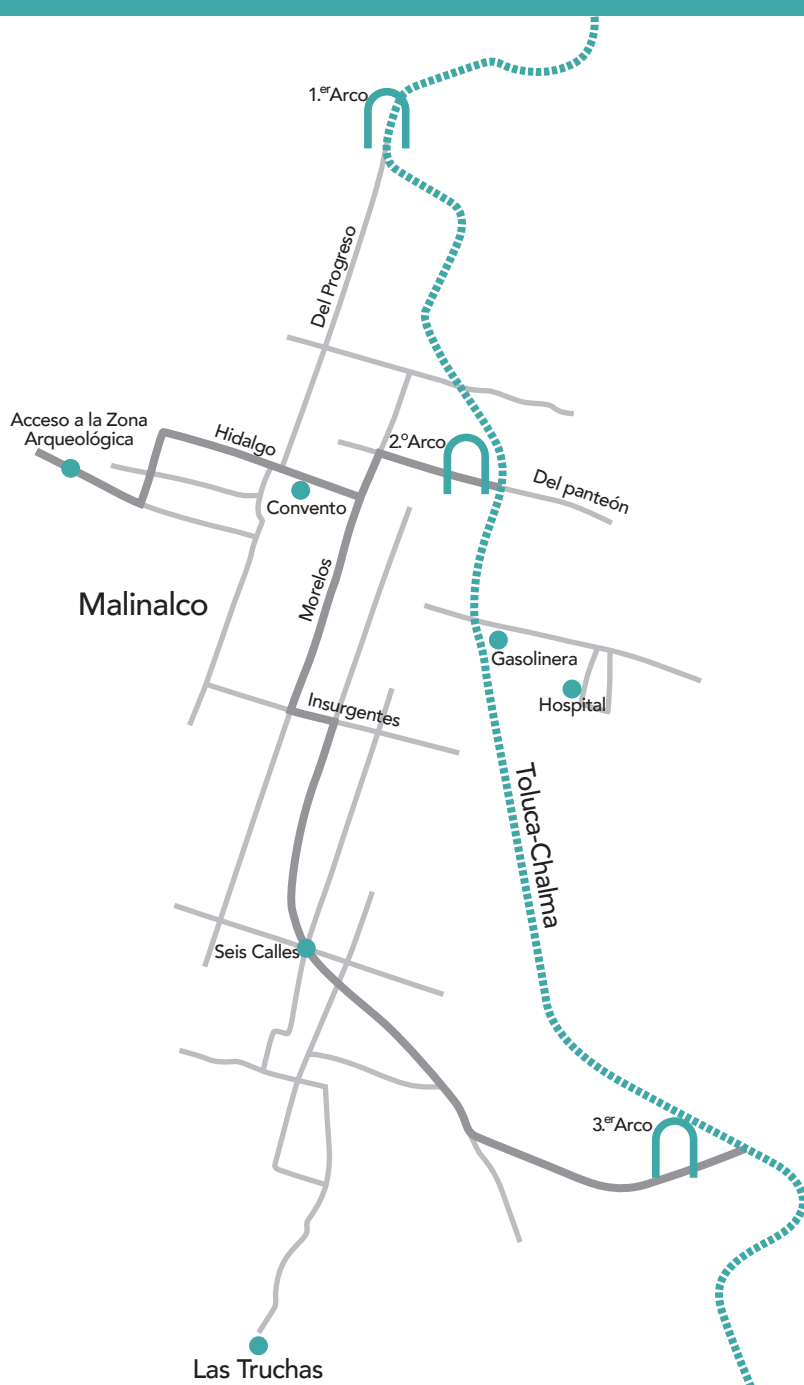 1.er Arco
Del Progreso
Acceso a la Zona
Arqueológica
Hidalgo
2.º Arco
Del panteón
Convento
Malinalco
Morelos
Gasolinera
Hospital
Insurgentes
Toluca-Chalma
Seis Calles
3.er Arco
Las Truchas